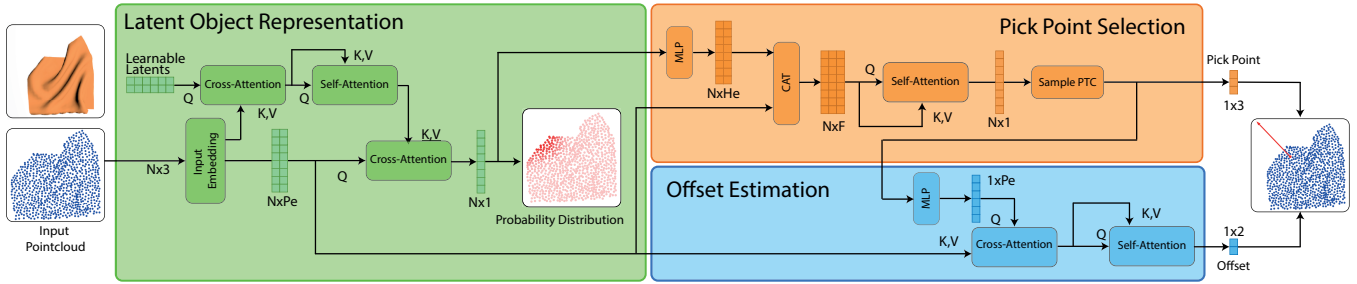 Latent Object Representation
Learnable
Latents
Q
Cross-Attention
K,V
Q
Self-Attention
K,V
Input
Embedding
Nx3
NxPe
Q
K,V
Cross-Attention
Nx1
Probability Distribution
Input
Pointcloud
Pick Point Selection
MLP
NxHe
CAT
NxF
Q
Self-Attention
K,V
Nx1
Sample PTC
Pick Point
1x3
Offset Estimation
MLP
1xPe
Q
K,V
Cross-Attention
K,V
Q
Self-Attention
1x2
Offset